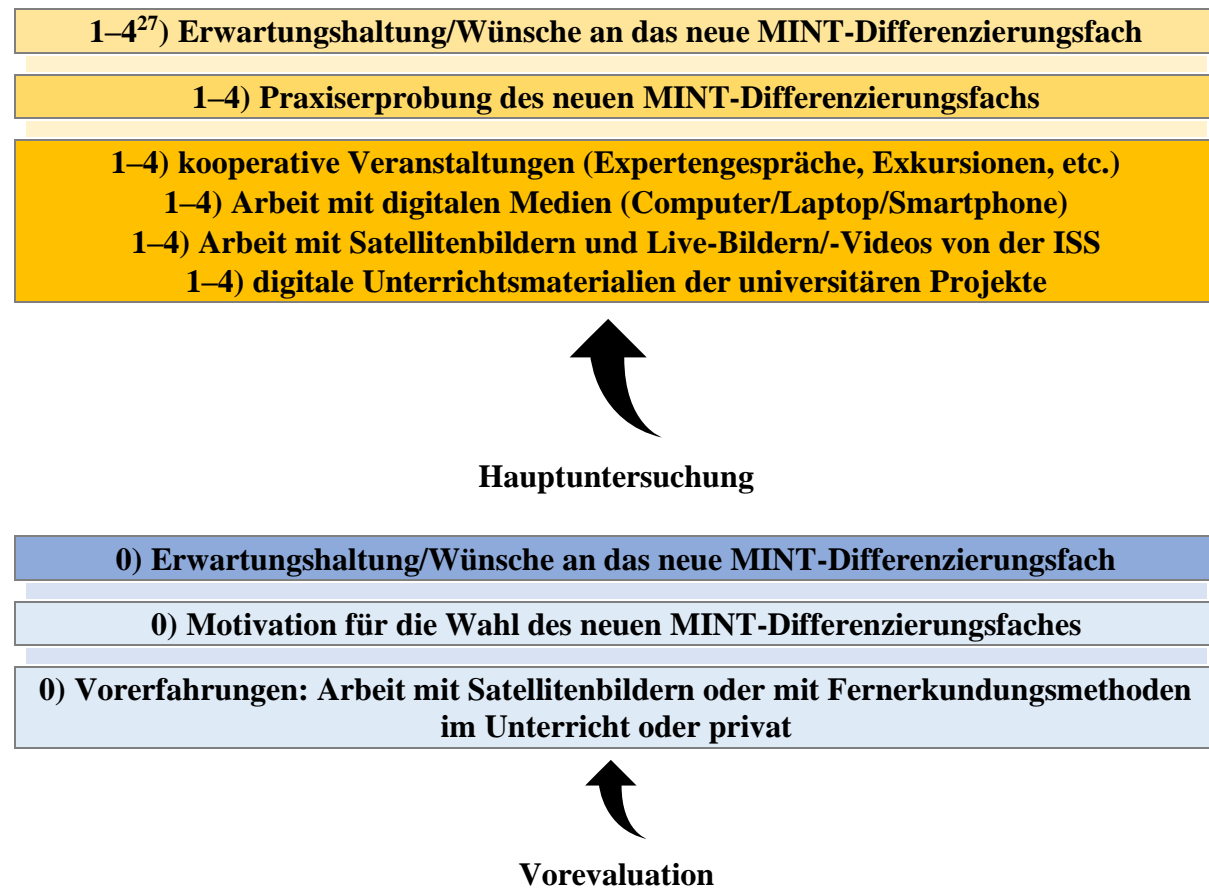 1–4²⁷) Erwartungshaltung/Wünsche an das neue MINT-Differenzierungsfach
1–4) Praxiserprobung des neuen MINT-Differenzierungsfachs
1–4) kooperative Veranstaltungen (Expertengespräche, Exkursionen, etc.)
1–4) Arbeit mit digitalen Medien (Computer/Laptop/Smartphone)
1–4) Arbeit mit Satellitenbildern und Live-Bildern/-Videos von der ISS
1–4) digitale Unterrichtsmaterialien der universitären Projekte
Hauptuntersuchung
0) Erwartungshaltung/Wünsche an das neue MINT-Differenzierungsfach
0) Motivation für die Wahl des neuen MINT-Differenzierungsfaches
0) Vorerfahrungen: Arbeit mit Satellitenbildern oder mit Fernerkundungsmethoden
im Unterricht oder privat
Vorevaluation